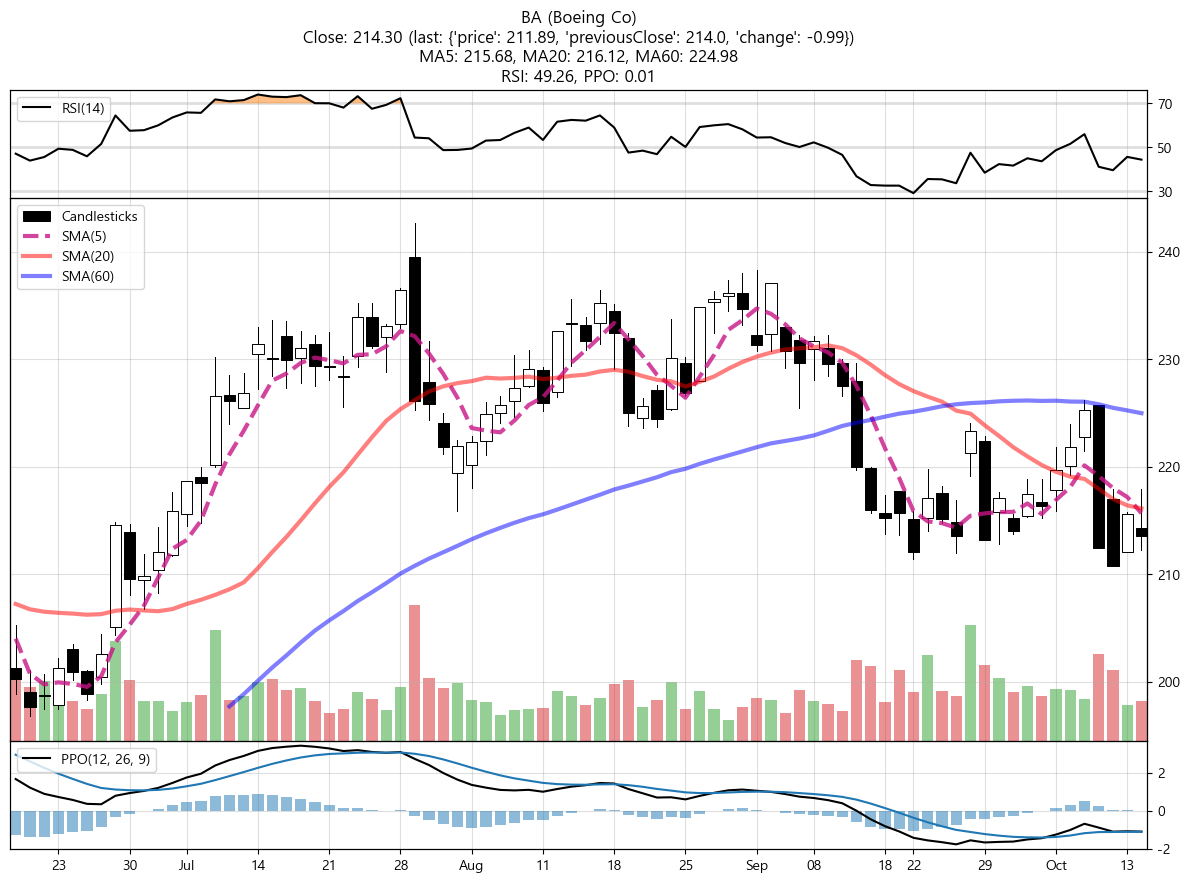 BA (Boeing Co)
Close: 214.30 (last: {'price': 211.89, 'previousClose': 214.0, 'change': -0.99})
MA5: 215.68, MA20: 216.12, MA60: 224.98
RSI: 49.26, PPO: 0.01
RSI(14)
70
50
30
Candlesticks
SMA(5)
SMA(20)
SMA(60)
240
230
220
210
200
PPO(12, 26, 9)
2
0
-2
23 30 Jul 14 21 28 Aug 11 18 25 Sep 08 18 22 29 Oct 13